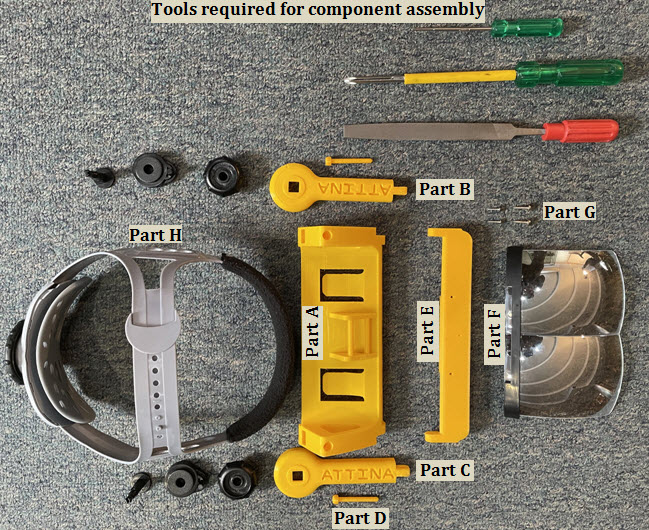 Tools required for component assembly
ATTINA
Part B
Part G
Part H
Part A
Part E
Part F
ATTINA
Part C
Part D